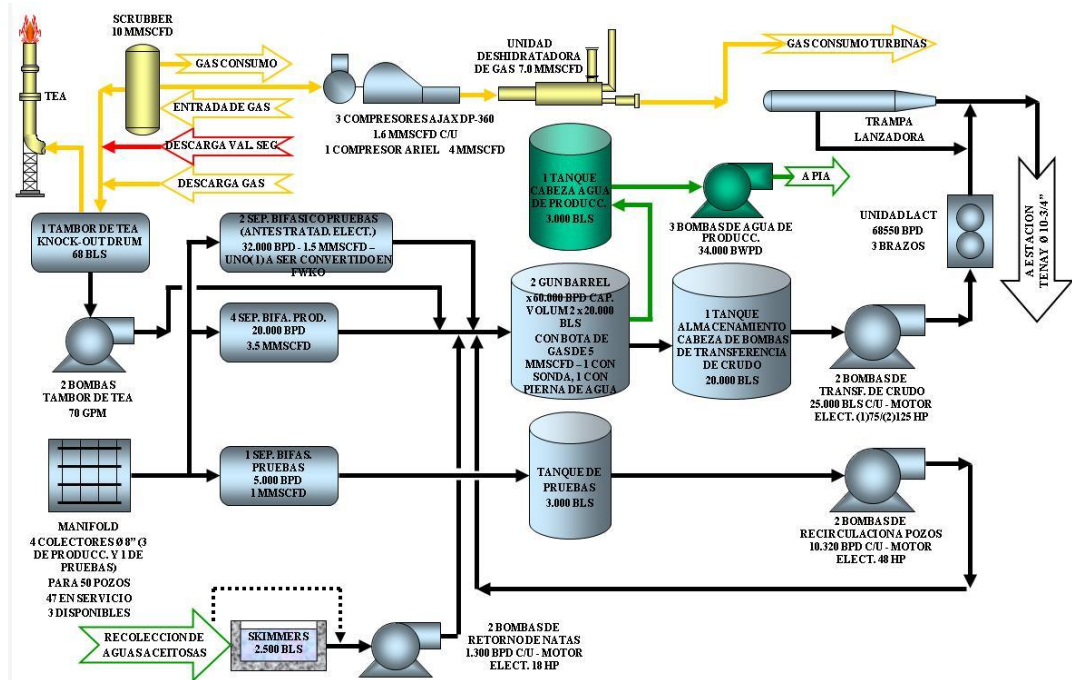 SCRUBBER
10 MMSCFD
GAS CONSUMO
TEA
ENTRADA DE GAS
DESCARGA VAL. SEG
DESCARGA GAS
3 COMPRESORES AJAX DP-360
1.6 MMSCFD C/U
1 COMPRESOR ARIEL 4 MMSCFD
UNIDAD
DESHIDRATADORA
DE GAS 7.0 MMSCFD
GAS CONSUMO TURBINAS
TRAMPA
LANZADORA
1 TANQUE
CABEZA AGUA
DE PRODUCC.
3.000 BLS
A PIA
3 BOMBAS DE AGUA DE
PRODUCC.
34.000 BWPD
UNIDAD LACT
68550 BPD
3 BRAZOS
A ESTACION
TENAY Ø 10-3/4"
1 TAMBOR DE TEA
KNOCK-OUT DRUM
68 BLS
2 SEP. BIFASICO PRUEBAS
(ANTES TRATAD. ELECT.)
32.000 BPD - 1.5 MMSCFD –
UNO(1) A SER CONVERTIDO EN
FWKO
4 SEP. BIFA. PROD.
20.000 BPD
3.5 MMSCFD
2 GUN BARREL
x 60.000 BPD CAP.
VOLUM 2 x 20.000
BLS
CON BOTA DE
GAS DE 5
MMSCFD – 1 CON
SONDA, 1 CON
PIERNA DE AGUA
1 TANQUE
ALMACENAMIENTO
CABEZA DE BOMBAS
DE TRANSFERENCIA
DE CRUDO
20.000 BLS
2 BOMBAS DE
TRANSF. DE CRUDO
25.000 BLS C/U - MOTOR
ELECT. (1)75/(2)125 HP
2 BOMBAS
TAMBOR DE TEA
70 GPM
1 SEP. BIFAS.
PRUEBAS
5.000 BPD
1 MMSCFD
TANQUE DE
PRUEBAS
3.000 BLS
2 BOMBAS DE
RECIRCULACION A POZOS
10.320 BPD C/U - MOTOR
ELECT. 48 HP
MANIFOLD
4 COLECTORES Ø 8" (3
DE PRODUCC. Y 1 DE
PRUEBAS)
PARA 50 POZOS
47 EN SERVICIO
3 DISPONIBLES
RECOLECCION DE
AGUAS ACEITOSAS
SKIMMERS
2.500 BLS
2 BOMBAS DE
RETORNO DE NATAS
1.300 BPD C/U - MOTOR
ELECT. 18 HP